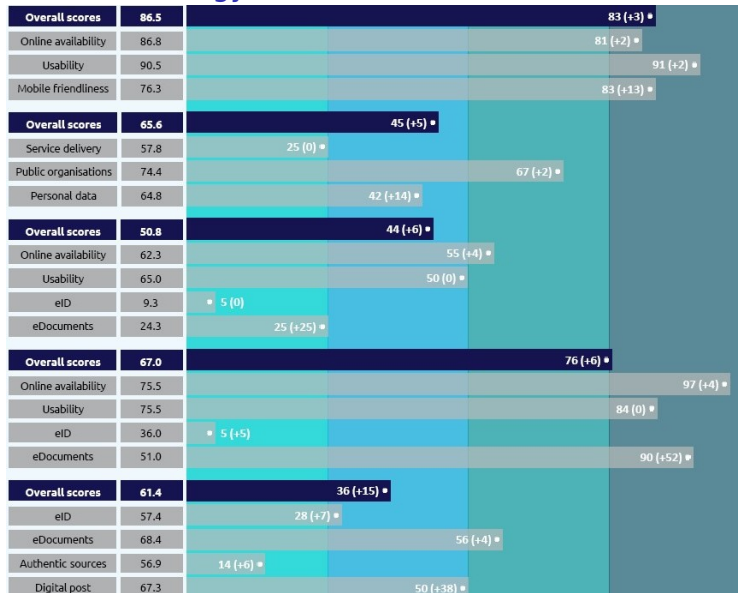 gy
Overall scores 86.5 83 (+3)
Online availability 86.8 81 (+2)
Usability 90.5 91 (+2)
Mobile friendliness 76.3 83 (+13)
Overall scores 65.6 45 (+5)
Service delivery 57.8 25 (0)
Public organisations 74.4 67 (+2)
Personal data 64.8 42 (+14)
Overall scores 50.8 44 (+6)
Online availability 62.3 55 (+4)
Usability 65.0 50 (0)
eID 9.3 5 (0)
eDocuments 24.3 25 (+25)
Overall scores 67.0 76 (+6)
Online availability 75.5 97 (+4)
Usability 75.5 84 (0)
eID 36.0 5 (+5)
eDocuments 51.0 90 (+52)
Overall scores 61.4 36 (+15)
eID 57.4 28 (+7)
eDocuments 68.4 56 (+4)
Authentic sources 56.9 14 (+6)
Digital post 67.3 50 (+38)